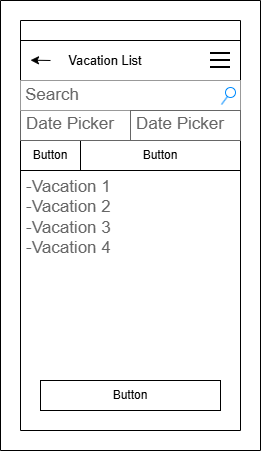 Vacation List
Search
Date Picker Date Picker
Button Button
-Vacation 1
-Vacation 2
-Vacation 3
-Vacation 4
Button